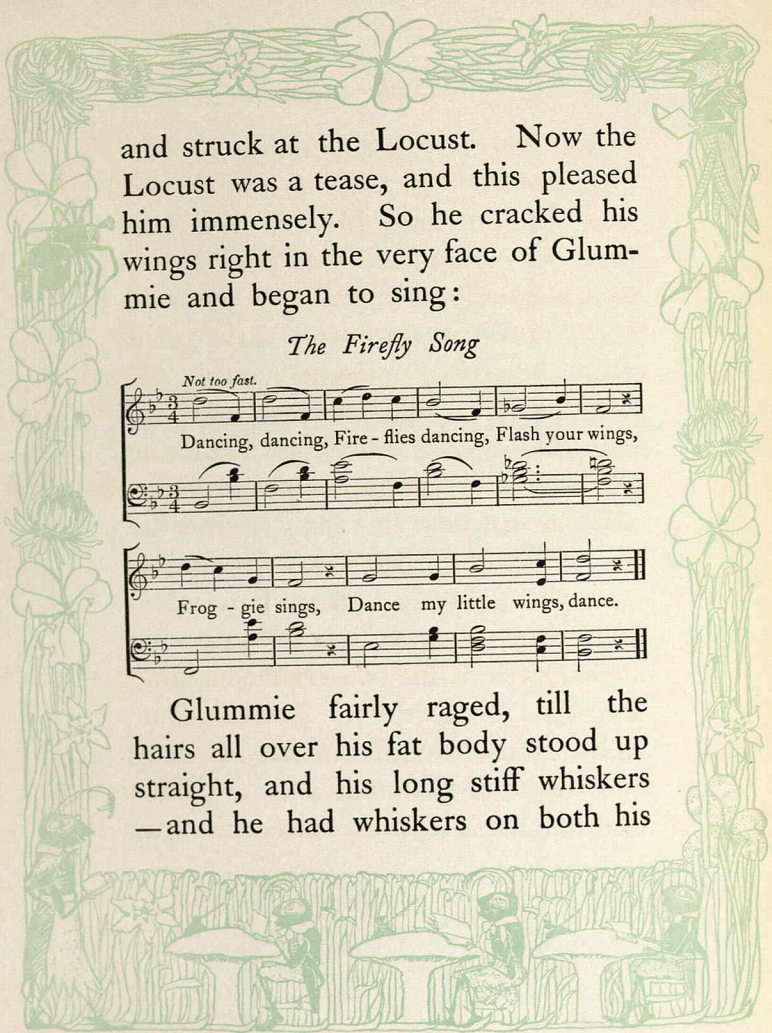 and struck at the Locust. Now the
Locust was a tease, and this pleased
him immensely. So he cracked his
wings right in the very face of Glum-
mie and began to sing:
The Firefly Song
Not too fast.
3
4
Dancing, dancing, Fire - flies dancing, Flash your wings,
3
4
Frog - gie sings, Dance my little wings, dance.
Glummie fairly raged, till the
hairs all over his fat body stood up
straight, and his long stiff whiskers
—and he had whiskers on both his